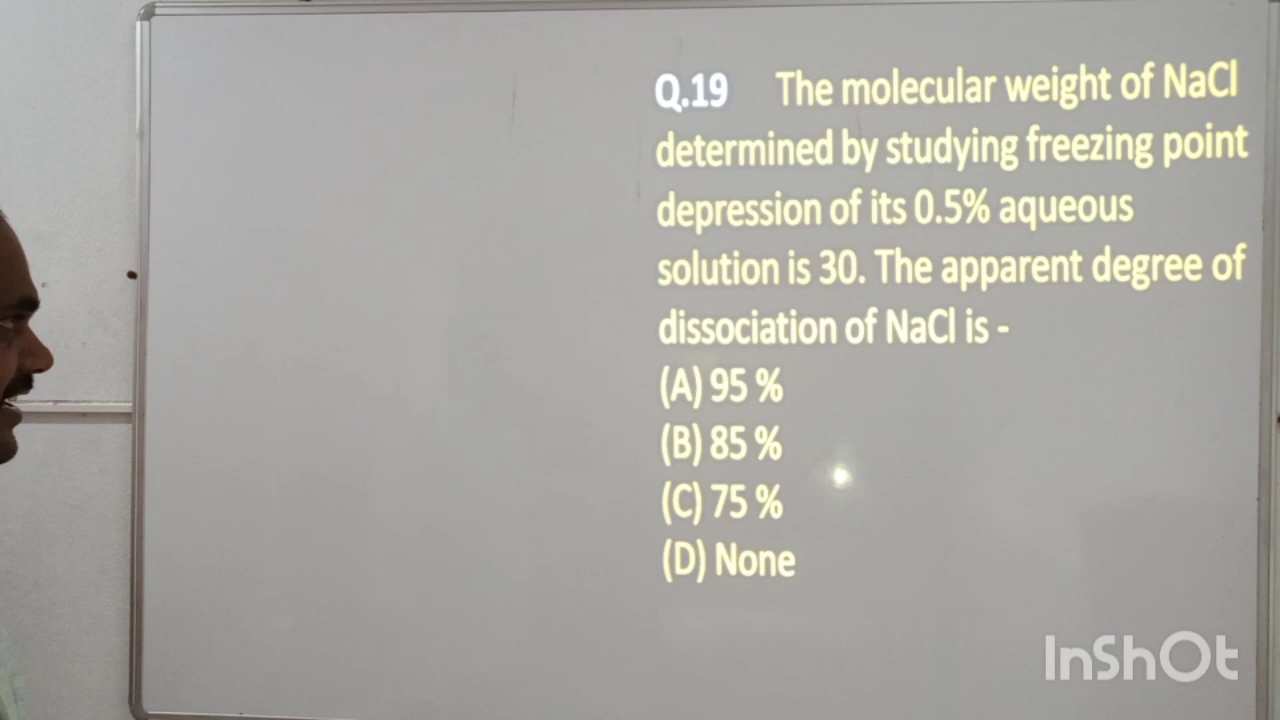 Q.19 The molecular weight of NaCl
determined by studying freezing point
depression of its 0.5% aqueous
solution is 30. The apparent degree of
dissociation of NaCl is -
(A) 95 %
(B) 85 %
(C) 75 %
(D) None
InShOt